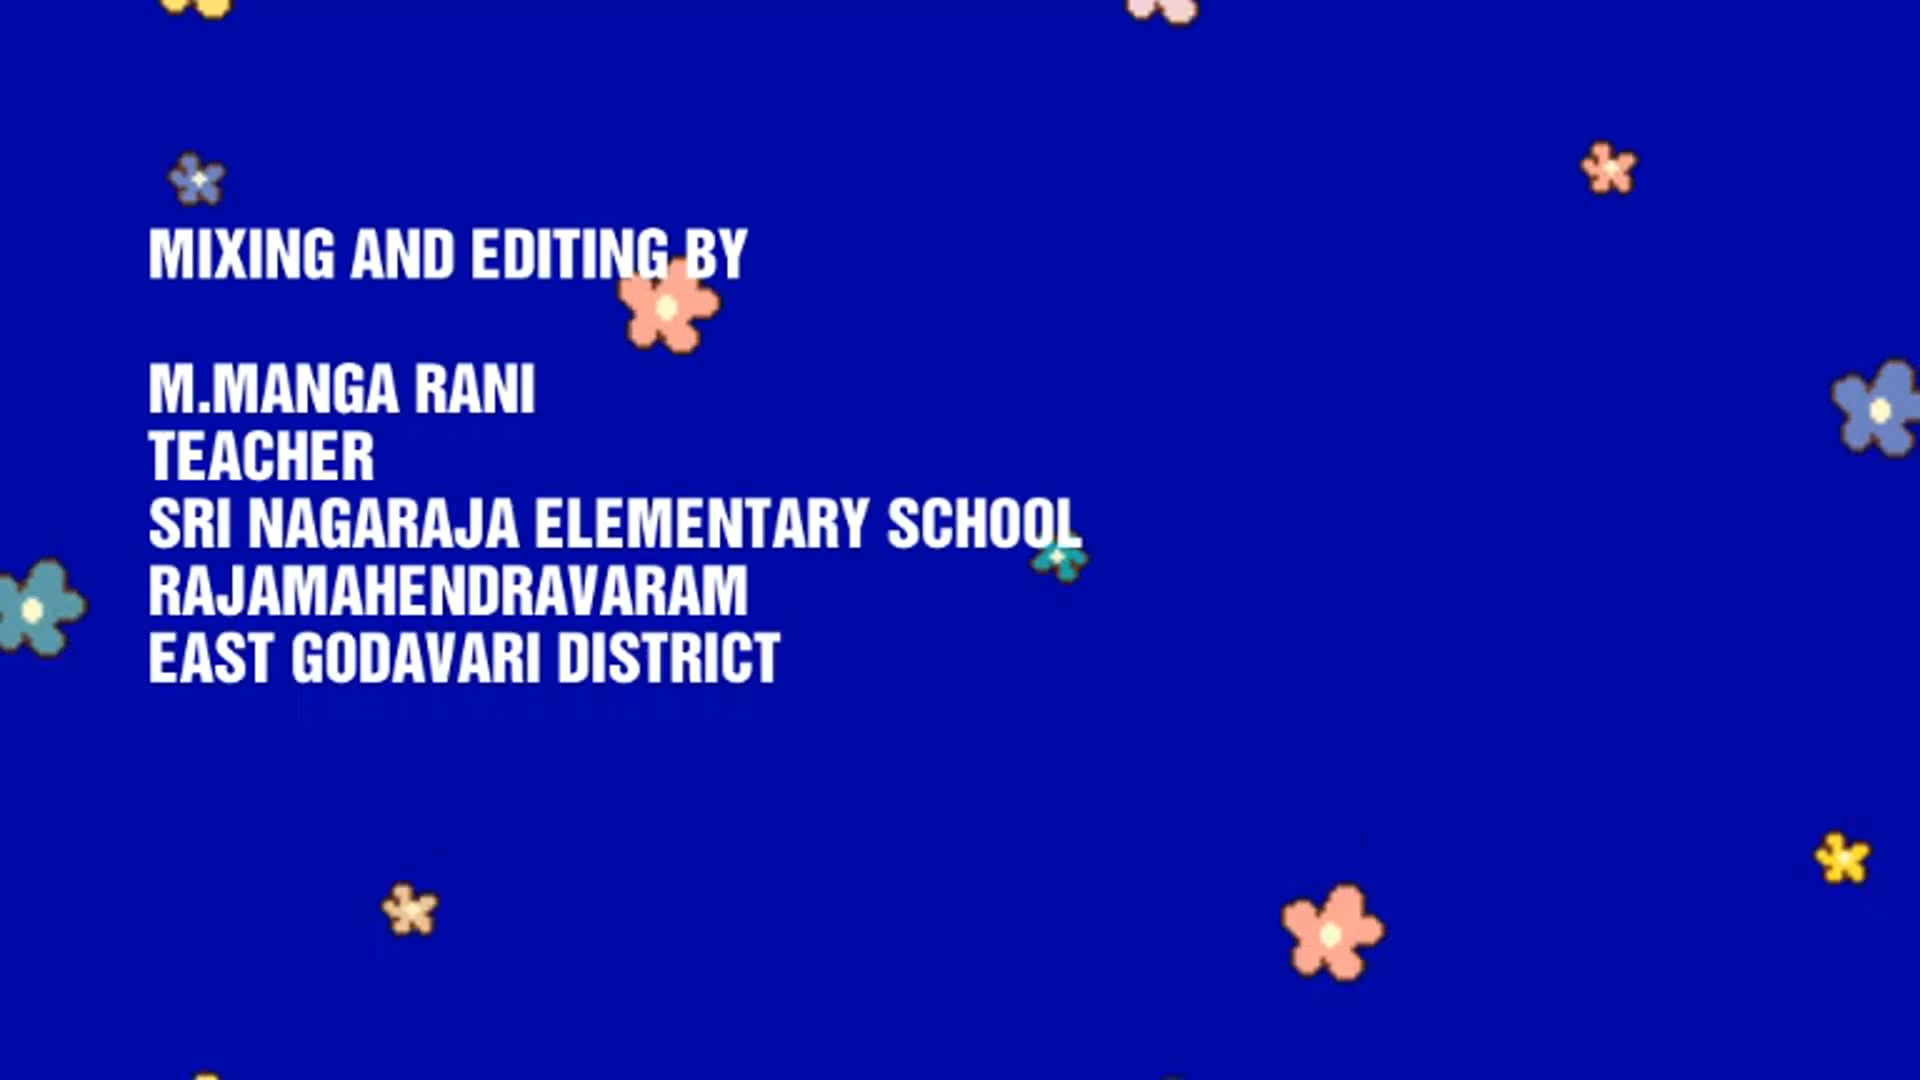 MIXING AND EDITING BY
M.MANGA RANI
TEACHER
SRI NAGARAJA ELEMENTARY SCHOOL
RAJAMAHENDRAVARAM
EAST GODAVARI DISTRICT